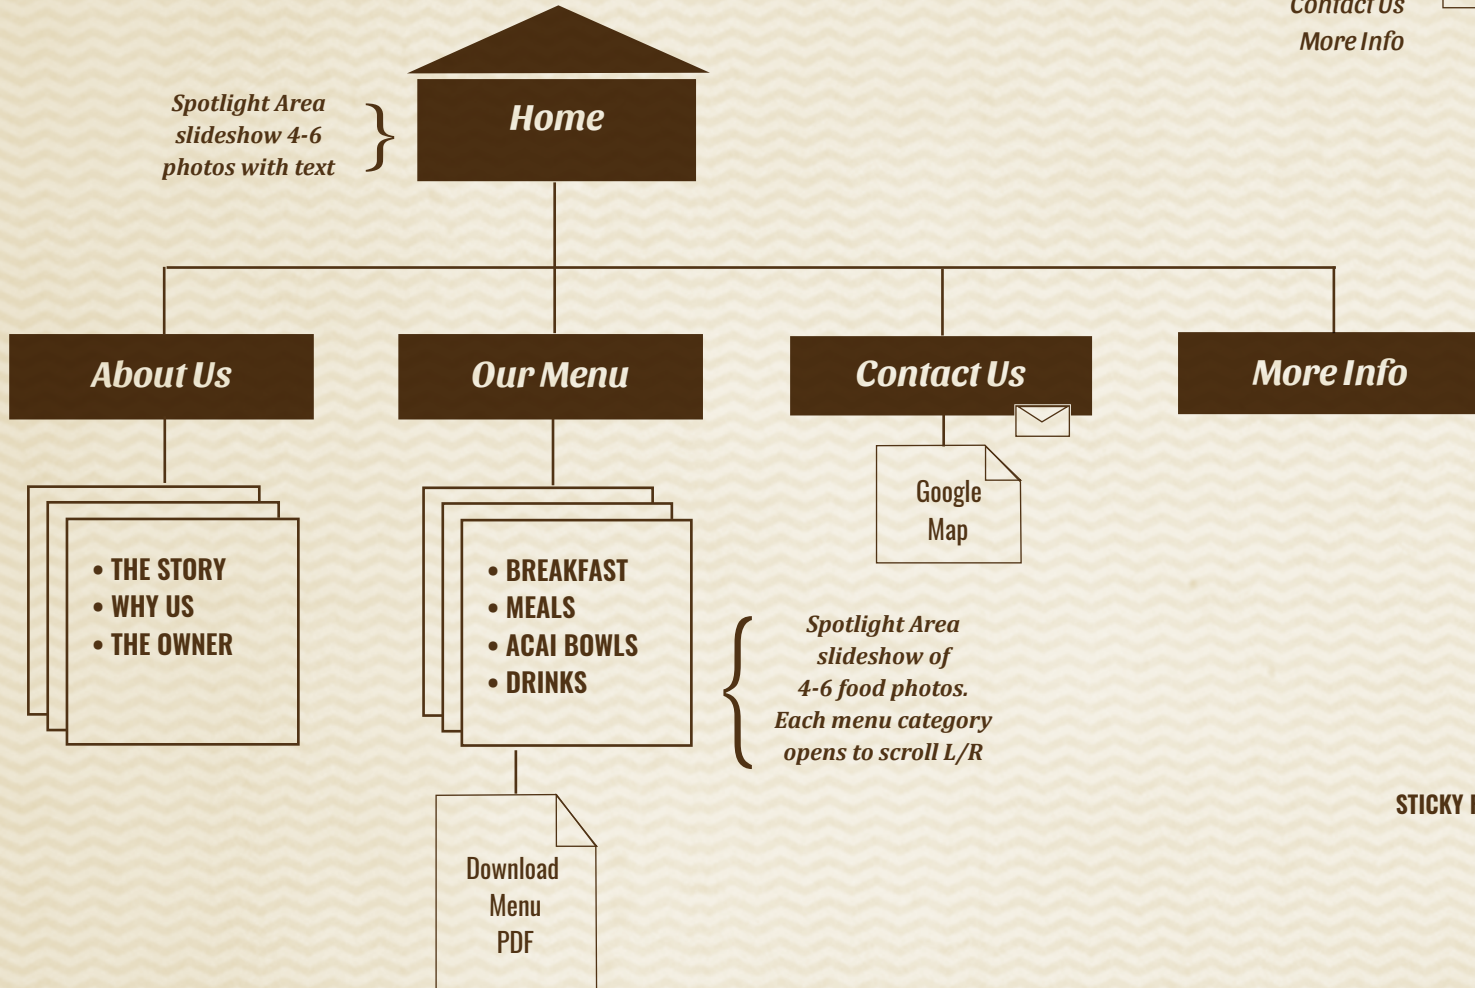 Contact Us
More Info
Home
Spotlight Area
slideshow 4-6
photos with text
About Us
Our Menu
Contact Us
More Info
• THE STORY
• WHY US
• THE OWNER
• BREAKFAST
• MEALS
• ACAI BOWLS
• DRINKS
Google
Map
Spotlight Area
slideshow of
4-6 food photos.
Each menu category
opens to scroll L/R
STICKY
Download
Menu
PDF